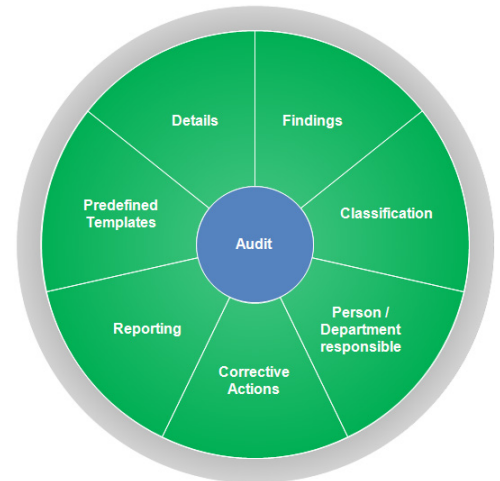 Details
Findings
Predefined
Templates
Classification
Audit
Person /
Department
responsible
Reporting
Corrective
Actions